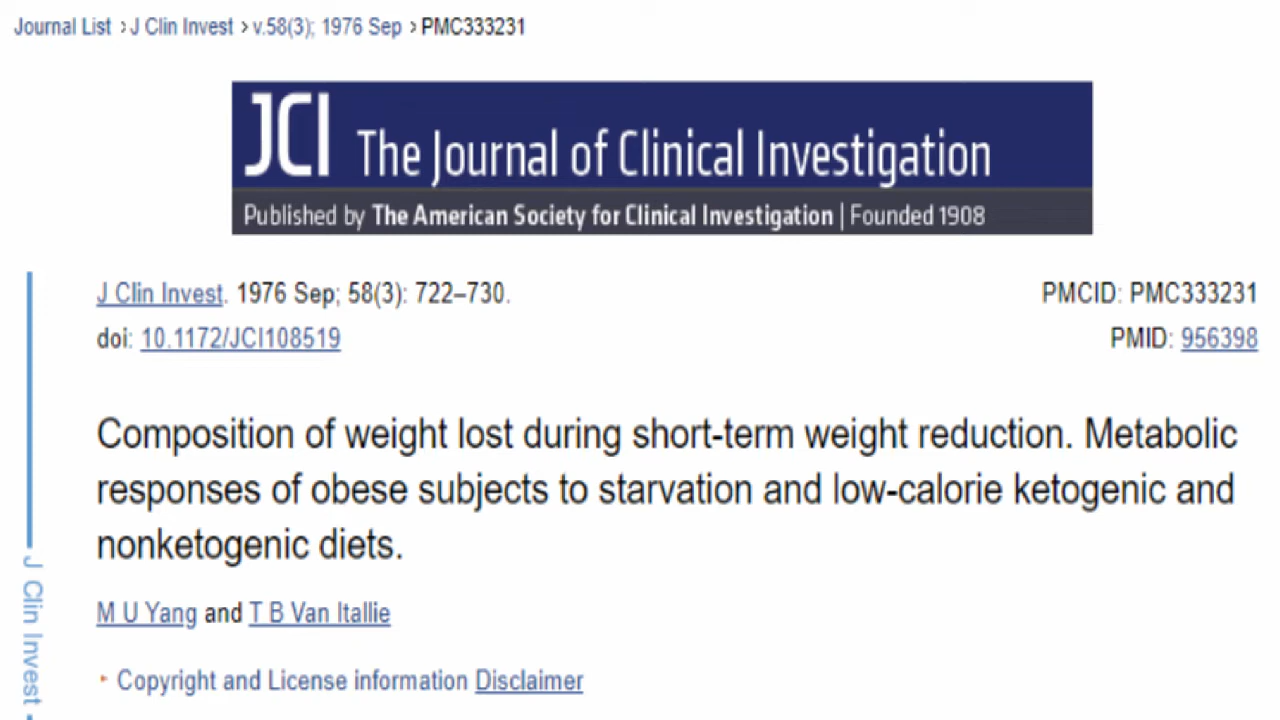 Journal List > J Clin Invest > v.58(3); 1976 Sep > PMC333231
JCI The Journal of Clinical Investigation
Published by The American Society for Clinical Investigation | Founded 1908
J Clin Invest. 1976 Sep; 58(3): 722–730.
PMCID: PMC333231
doi: 10.1172/JCI108519
PMID: 956398
Composition of weight lost during short-term weight reduction. Metabolic
responses of obese subjects to starvation and low-calorie ketogenic and
nonketogenic diets.
M U Yang and T B Van Itallie
Copyright and License information Disclaimer
J Clin Invest